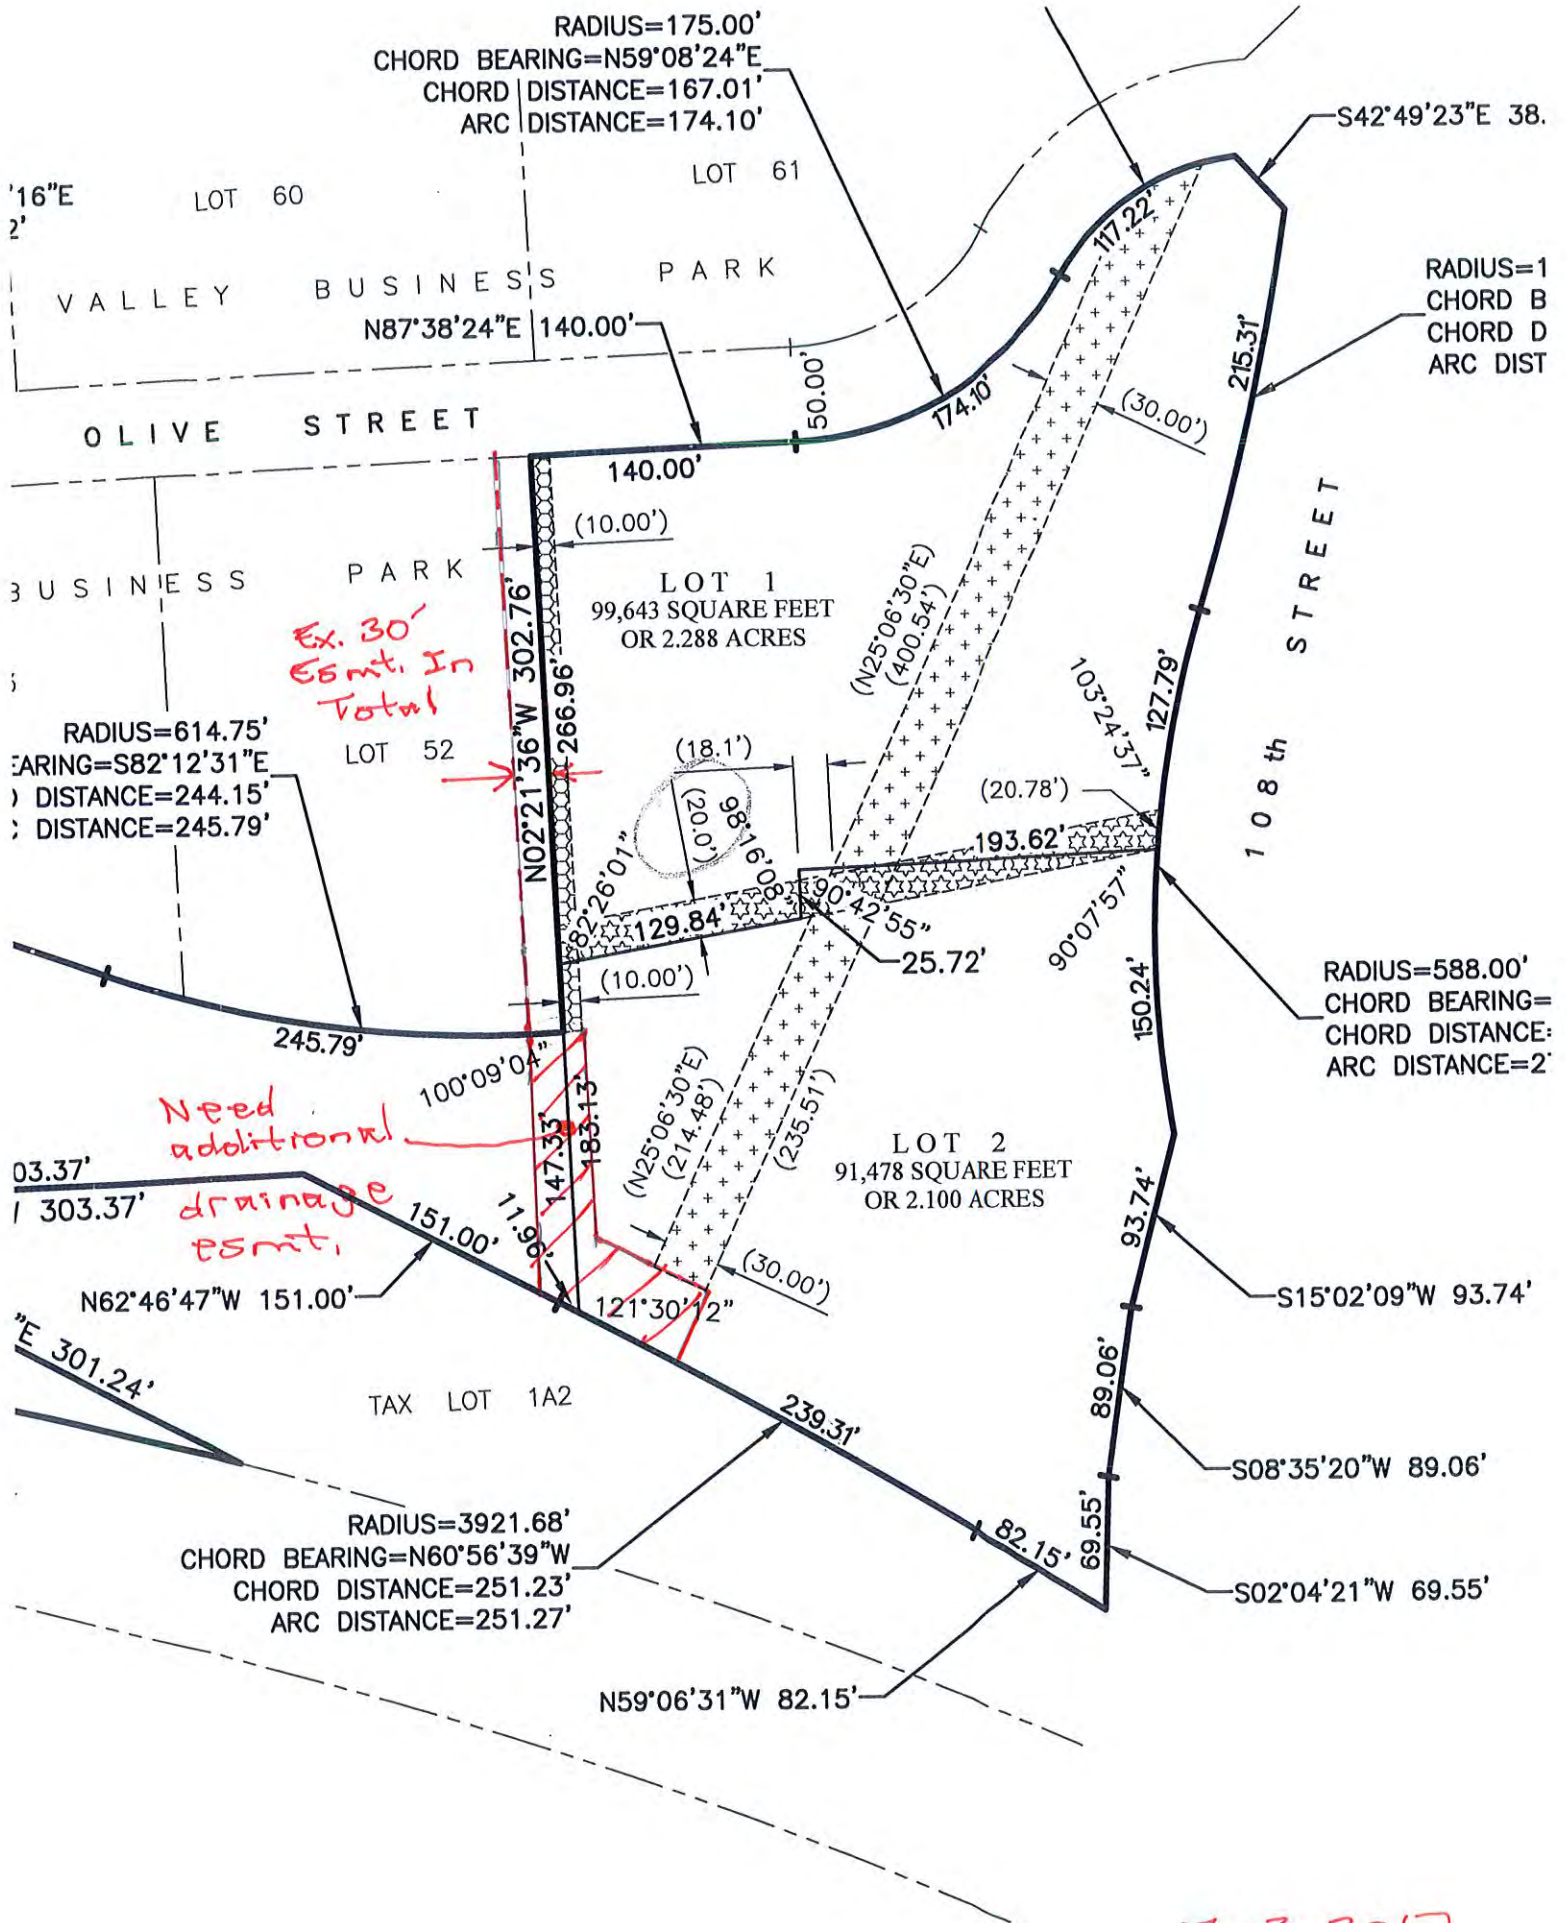 RADIUS=175.00'
CHORD BEARING=N59°08'24"E
CHORD DISTANCE=167.01'
ARC DISTANCE=174.10'
S42°49'23"E 38.
'16"E
2'
LOT 60
LOT 61
117.22'
VALLEY BUSINESS PARK
N87°38'24"E 140.00'
RADIUS=1
CHORD B
CHORD D
ARC DIST
215.31'
50.00'
174.10'
(30.00')
OLIVE STREET
140.00'
(10.00')
BUSINESS PARK
LOT 1
99,643 SQUARE FEET
OR 2.288 ACRES
108th STREET
Ex. 30'
Esmt. In
Total
N02°21'36"W 302.76'
266.96'
(N25°06'30"E)
(400.54')
127.79'
103°24'37"
RADIUS=614.75'
EARING=S82°12'31"E
) DISTANCE=244.15'
: DISTANCE=245.79'
LOT 52
(18.1')
(20.0')
98°16'08"
(20.78')
193.62'
82°26'01"
129.84'
90°42'55"
25.72'
90°07'57"
(10.00')
150.24'
RADIUS=588.00'
CHORD BEARING=
CHORD DISTANCE=
ARC DISTANCE=2
245.79'
100°09'04"
Need
additional
drainage
esmt.
147.33'
183.13'
(N25°06'30"E)
(214.48')
(235.51')
LOT 2
91,478 SQUARE FEET
OR 2.100 ACRES
03.37'
303.37'
151.00'
11.96'
93.74'
N62°46'47"W 151.00'
121°30'12"
(30.00')
S15°02'09"W 93.74'
"E 301.24'
TAX LOT 1A2
89.06'
239.31'
S08°35'20"W 89.06'
RADIUS=3921.68'
CHORD BEARING=N60°56'39"W
CHORD DISTANCE=251.23'
ARC DISTANCE=251.27'
82.15'
69.55'
S02°04'21"W 69.55'
N59°06'31"W 82.15'